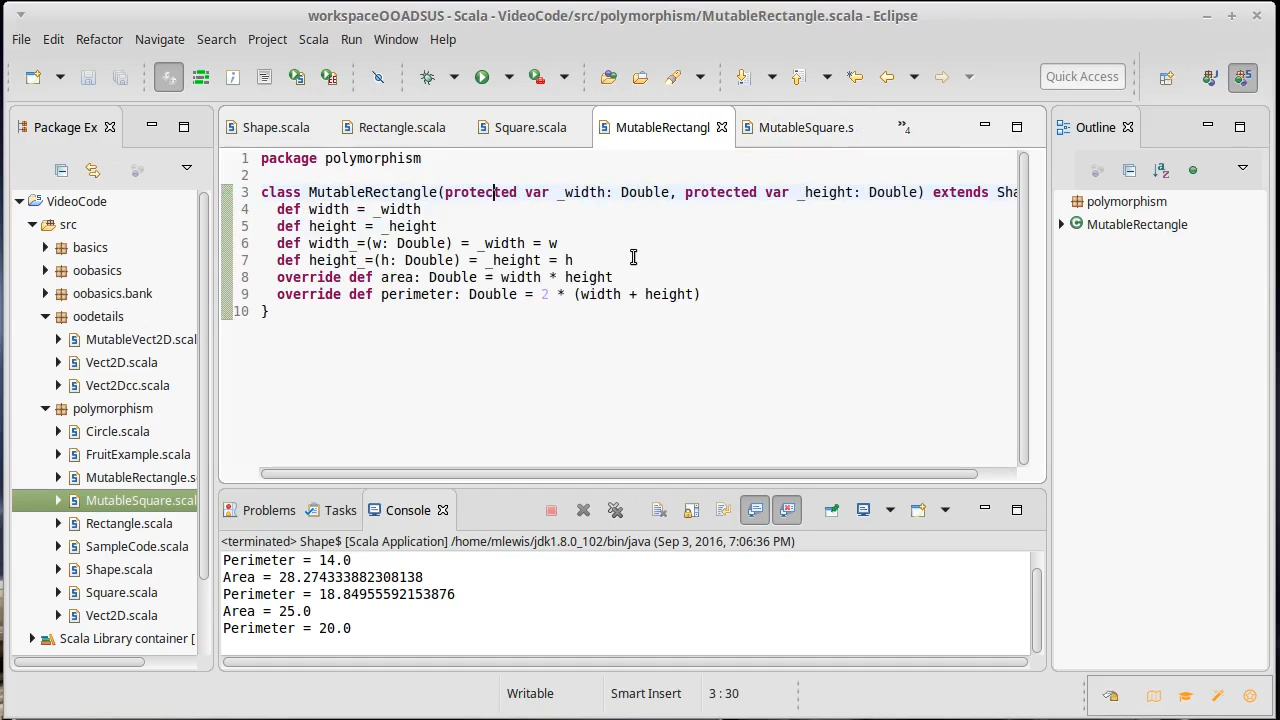 workspaceOOADSUS - Scala - VideoCode/src/polymorphism/MutableRectangle.scala - Eclipse
File Edit Refactor Navigate Search Project Scala Run Window Help
Quick Access
Package Ex
VideoCode
src
basics
oobasics
oobasics.bank
oodetails
MutableVect2D.scal
Vect2D.scala
Vect2Dcc.scala
polymorphism
Circle.scala
FruitExample.scala
MutableRectangle.s
MutableSquare.scal
Rectangle.scala
SampleCode.scala
Shape.scala
Square.scala
Vect2D.scala
Scala Library container [
Shape.scala Rectangle.scala Square.scala MutableRectangl MutableSquare.s »4
1 package polymorphism
2
3 class MutableRectangle(protected var _width: Double, protected var _height: Double) extends Sha
4 def width = _width
5 def height = _height
6 def width_=(w: Double) = _width = w
7 def height_=(h: Double) = _height = h
8 override def area: Double = width * height
9 override def perimeter: Double = 2 * (width + height)
10 }
Outline
polymorphism
MutableRectangle
Problems Tasks Console
<terminated> Shape$ [Scala Application] /home/mlewis/jdk1.8.0_102/bin/java (Sep 3, 2016, 7:06:36 PM)
Perimeter = 14.0
Area = 28.274333882308138
Perimeter = 18.84955592153876
Area = 25.0
Perimeter = 20.0
Writable Smart Insert 3 : 30